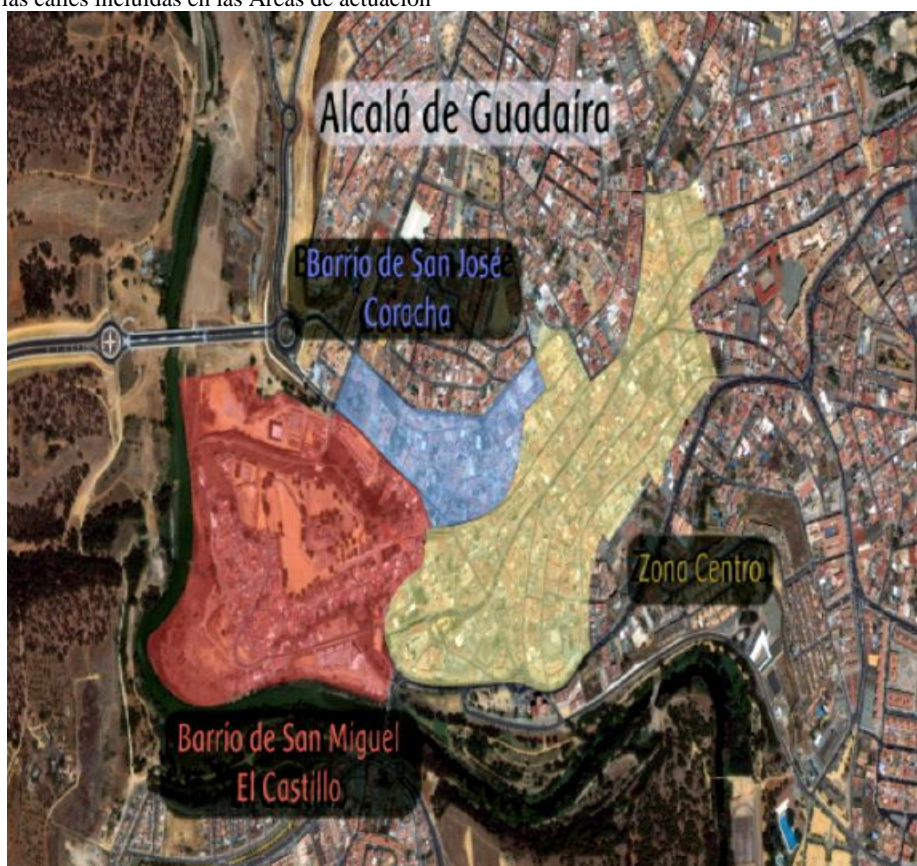 las calles incluidas en las Áreas de actuación
Alcalá de Guadaíra
Barrio de San José
Coracha
Zona Centro
Barrio de San Miguel
El Castillo